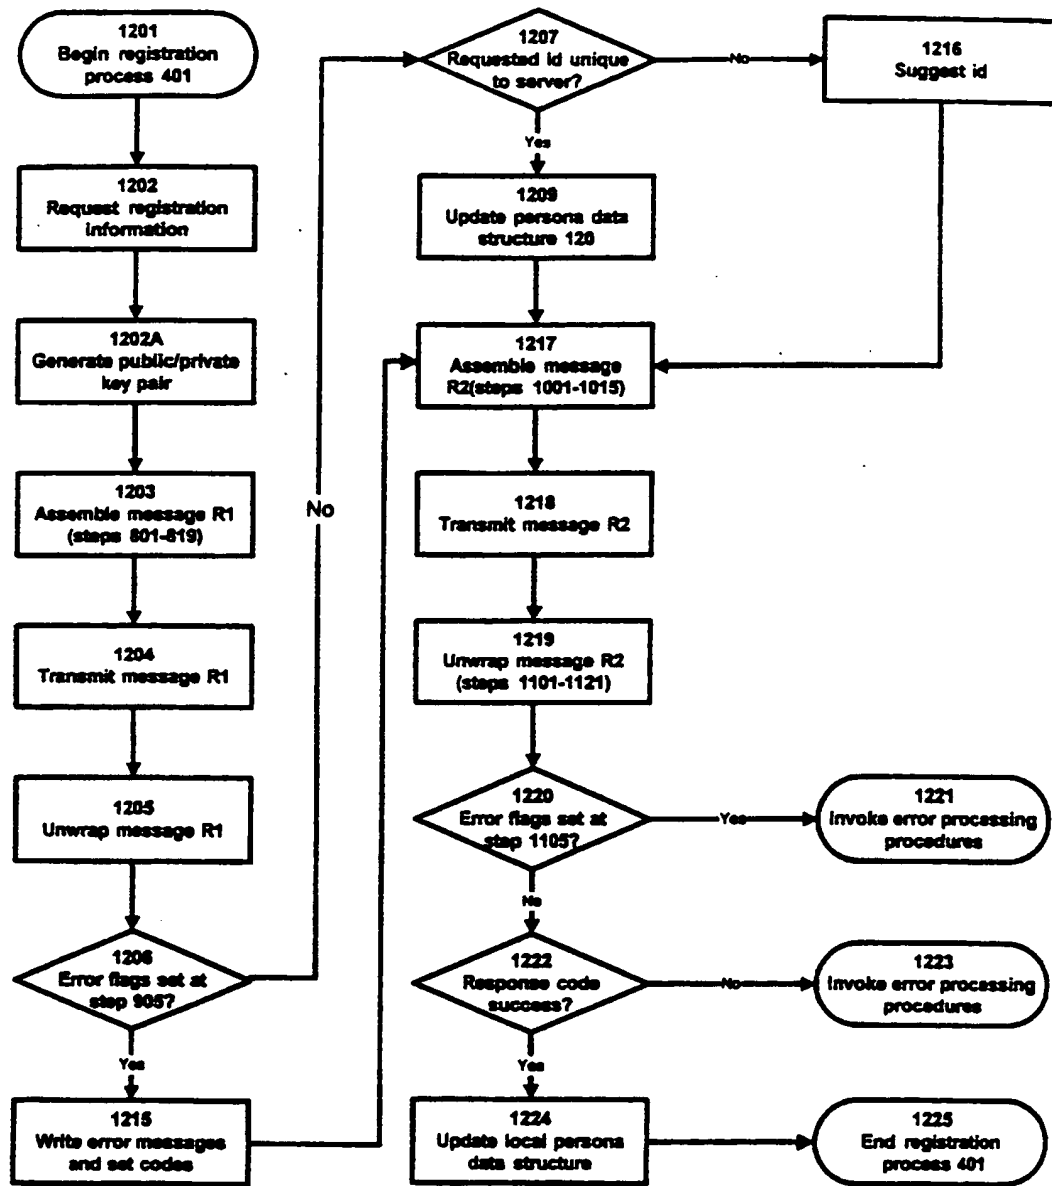 1201
Begin registration
process 401
1202
Request registration
information
1202A
Generate public/private
key pair
1203
Assemble message R1
(steps 801-819)
1204
Transmit message R1
1205
Unwrap message R1
1206
Error flags set at
step 905?
Yes
1215
Write error messages
and set codes
No
1207
Requested id unique
to server?
No
1216
Suggest id
Yes
1209
Update persona data
structure 120
1217
Assemble message
R2(steps 1001-1015)
1218
Transmit message R2
1219
Unwrap message R2
(steps 1101-1121)
1220
Error flags set at
step 1105?
Yes
1221
Invoke error processing
procedures
No
1222
Response code
success?
No
1223
Invoke error processing
procedures
Yes
1224
Update local persona
data structure
1225
End registration
process 401